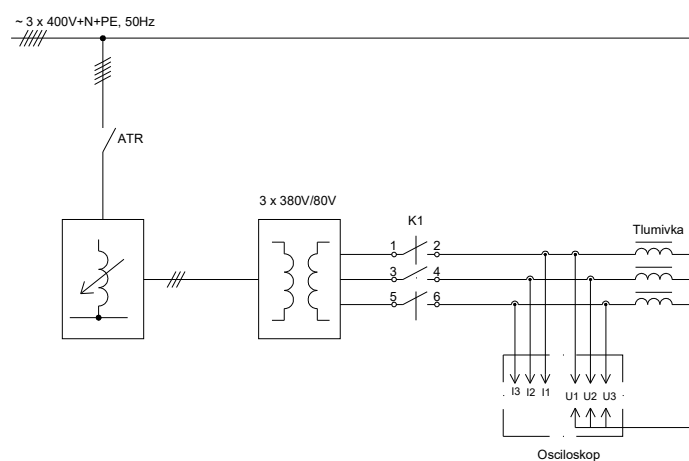 ~ 3 x 400V+N+PE, 50Hz
ATR
3 x 380V/80V
K1
Tlumivka
1 2
3 4
5 6
I3 I2 I1 U1 U2 U3
Osciloskop